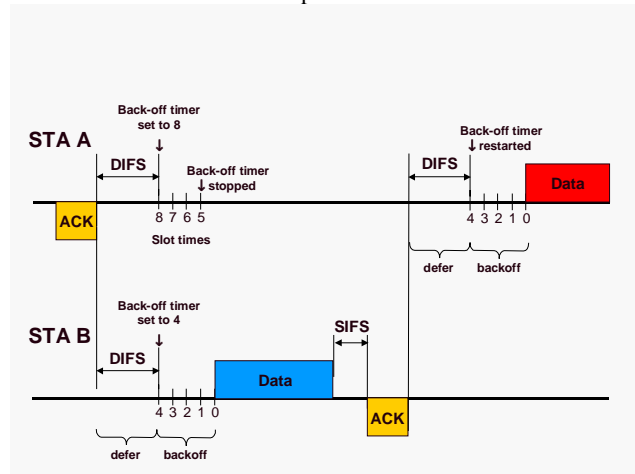 Back-off timer
set to 8
STA A
DIFS
Back-off timer
stopped
ACK
8 7 6 5
Slot times
DIFS
Back-off timer
restarted
Data
4 3 2 1 0
defer backoff
Back-off timer
set to 4
STA B
DIFS
4 3 2 1 0
Data
SIFS
ACK
defer backoff